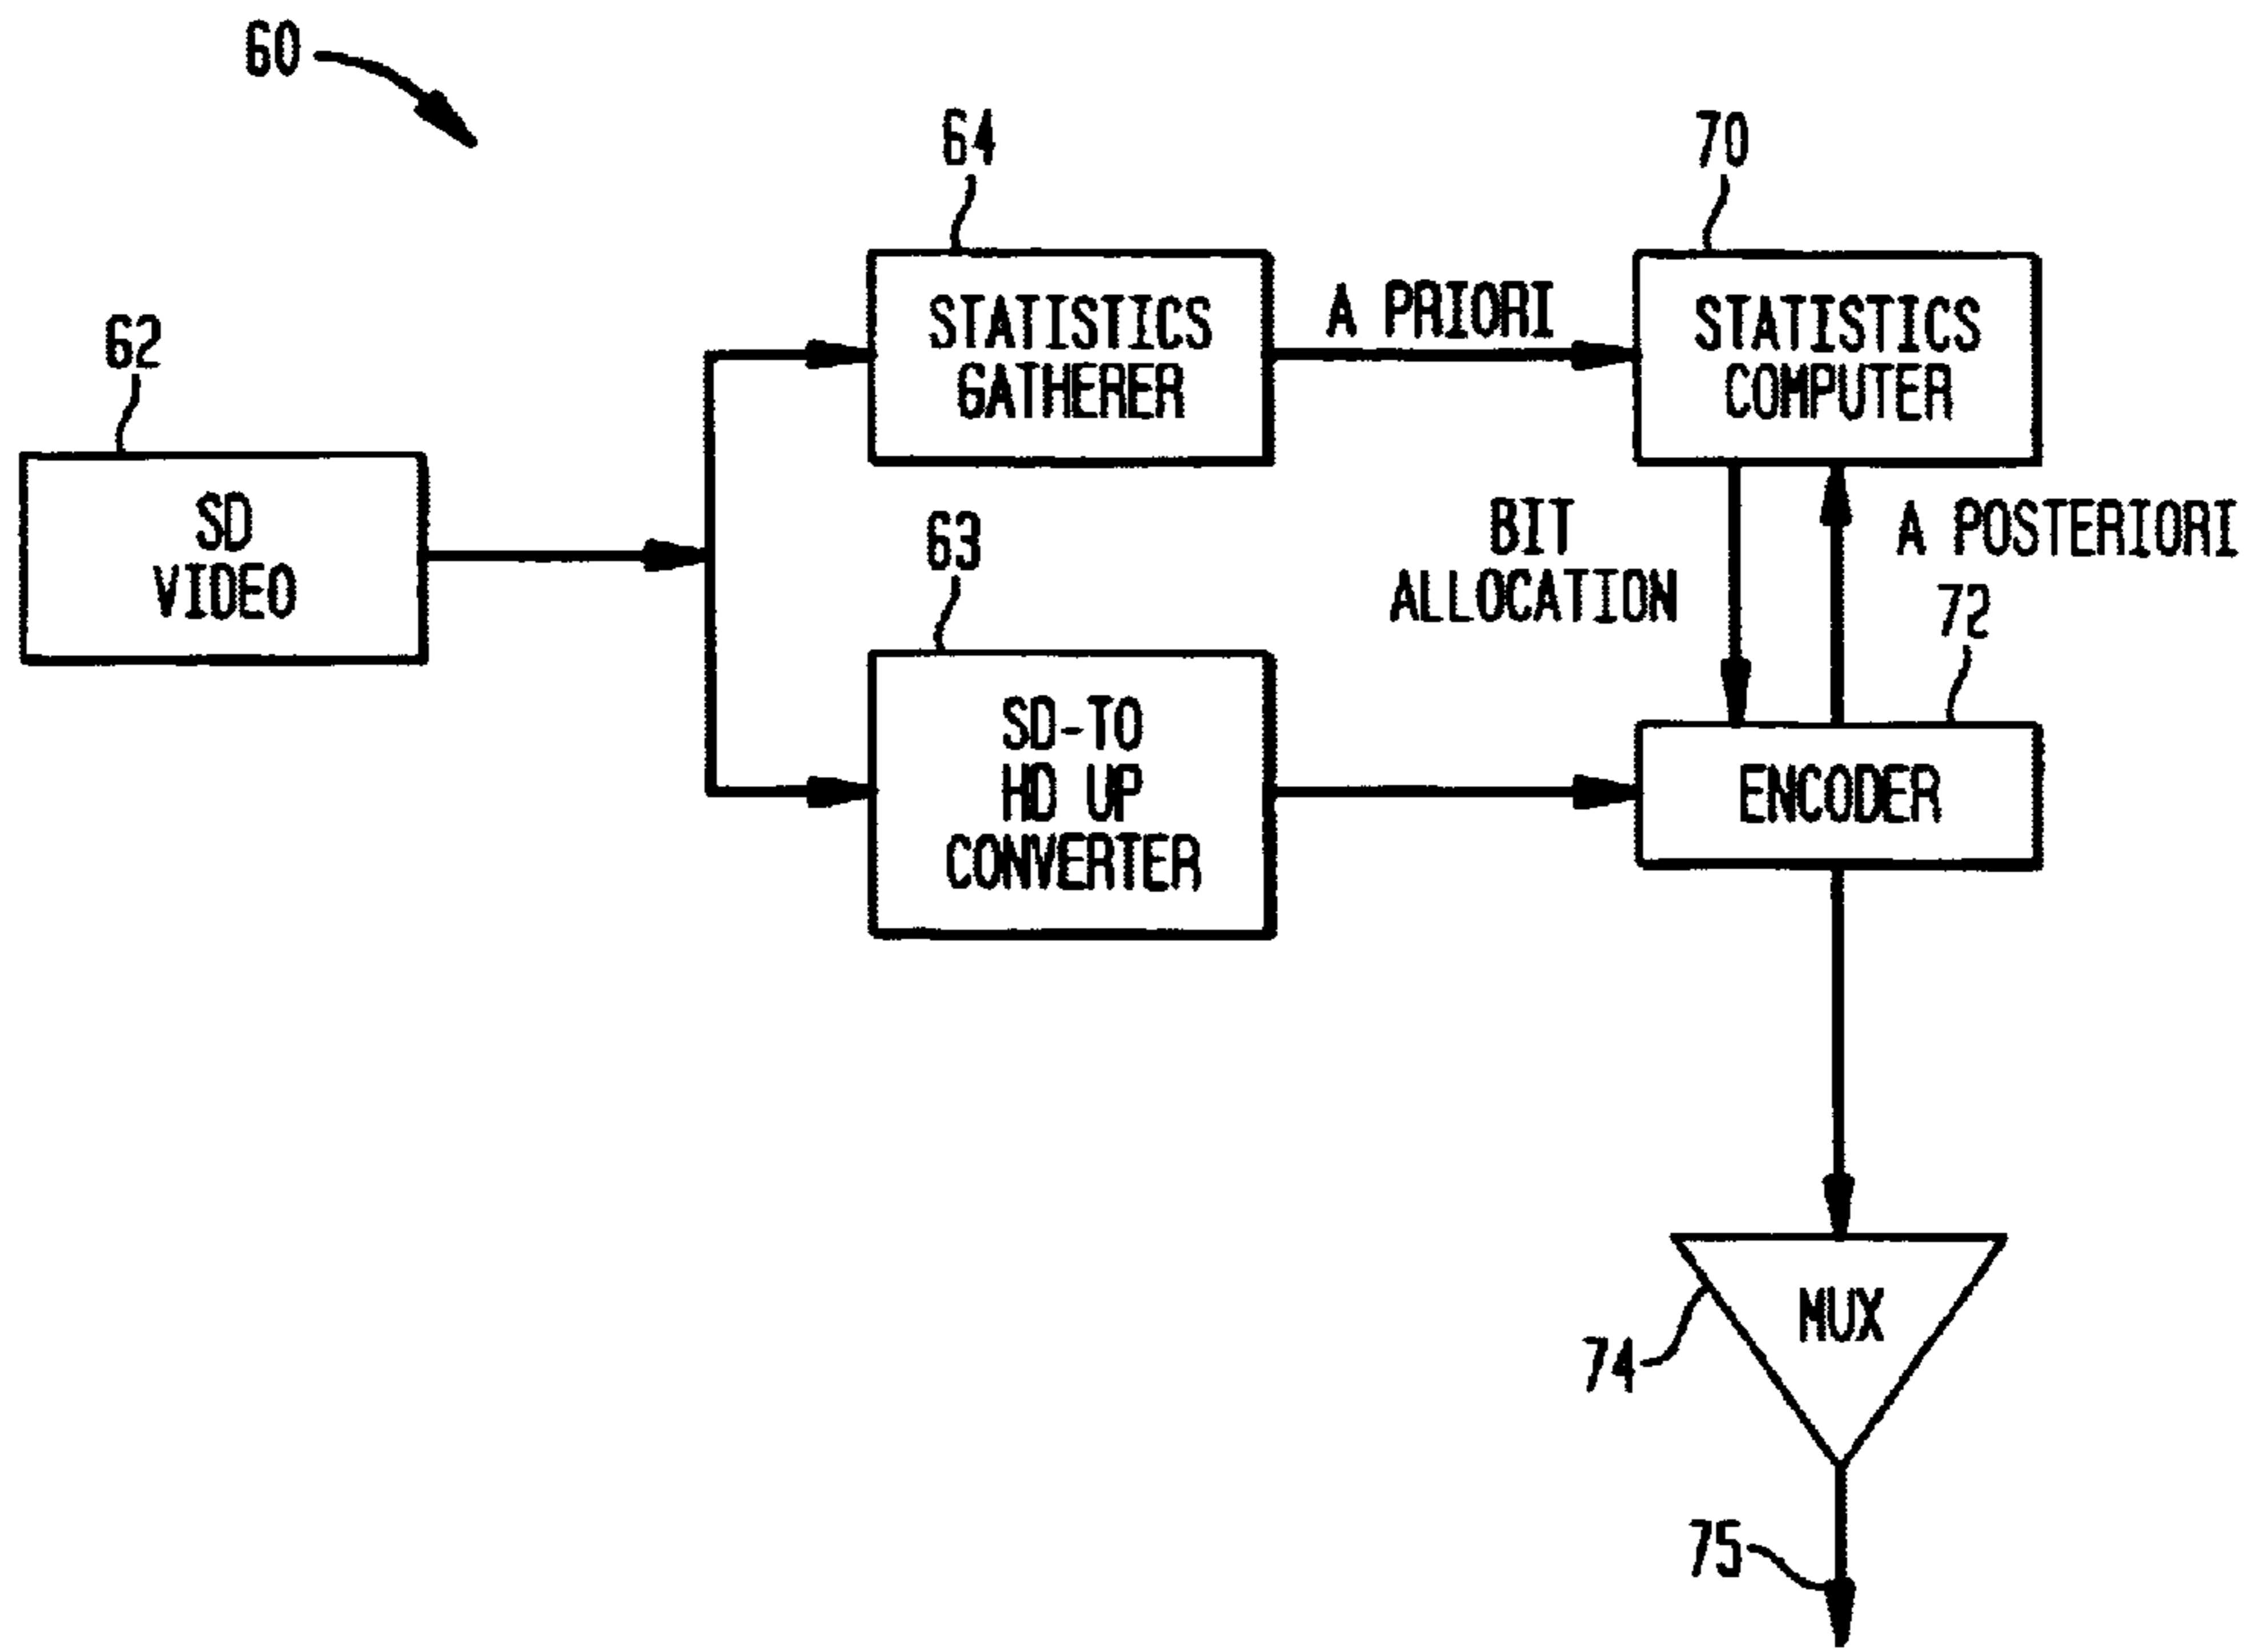 60
64
70
STATISTICS
GATHERER
A PRIORI
STATISTICS
COMPUTER
62
SD
VIDEO
63
BIT
ALLOCATION
A POSTERIORI
72
SD-TO
HD UP
CONVERTER
ENCODER
MUX
74
75